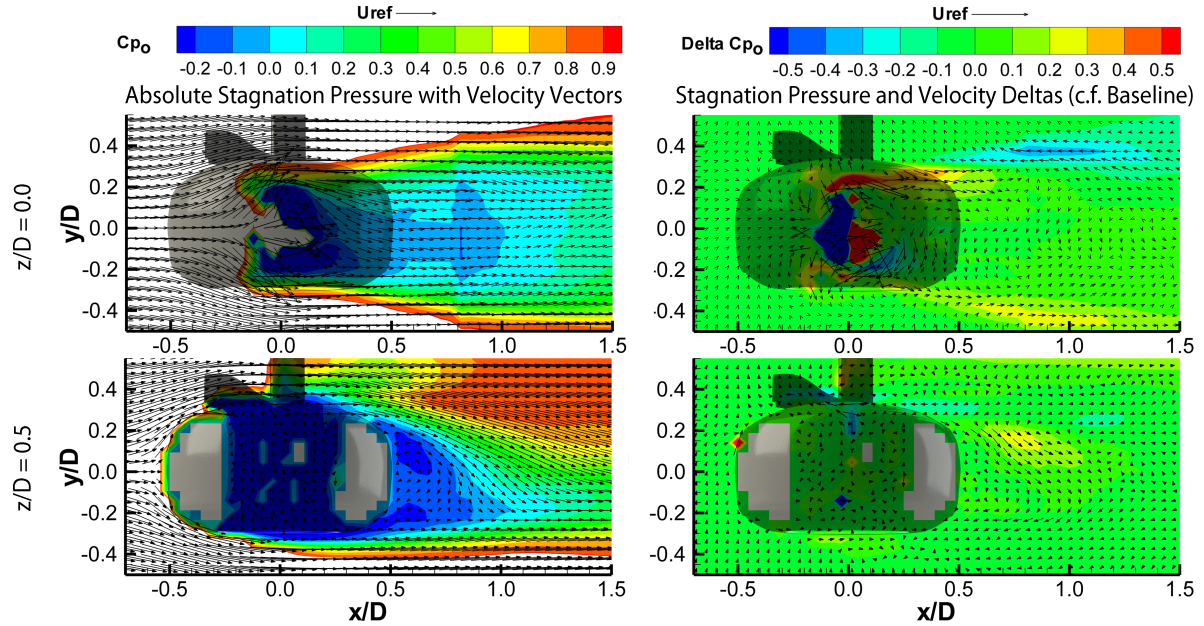 Uref
Cpo
-0.2 -0.1 0.0 0.1 0.2 0.3 0.4 0.5 0.6 0.7 0.8 0.9
Absolute Stagnation Pressure with Velocity Vectors
Uref
Delta Cpo
-0.5 -0.4 -0.3 -0.2 -0.1 0.0 0.1 0.2 0.3 0.4 0.5
Stagnation Pressure and Velocity Deltas (c.f. Baseline)
z/D = 0.0
y/D
0.4
0.2
0.0
-0.2
-0.4
-0.5 0.0 0.5 1.0 1.5
0.4
0.2
0.0
-0.2
-0.4
-0.5 0.0 0.5 1.0 1.5
z/D = 0.5
y/D
0.4
0.2
0.0
-0.2
-0.4
-0.5 0.0 0.5 1.0 1.5
x/D
0.4
0.2
0.0
-0.2
-0.4
-0.5 0.0 0.5 1.0 1.5
x/D